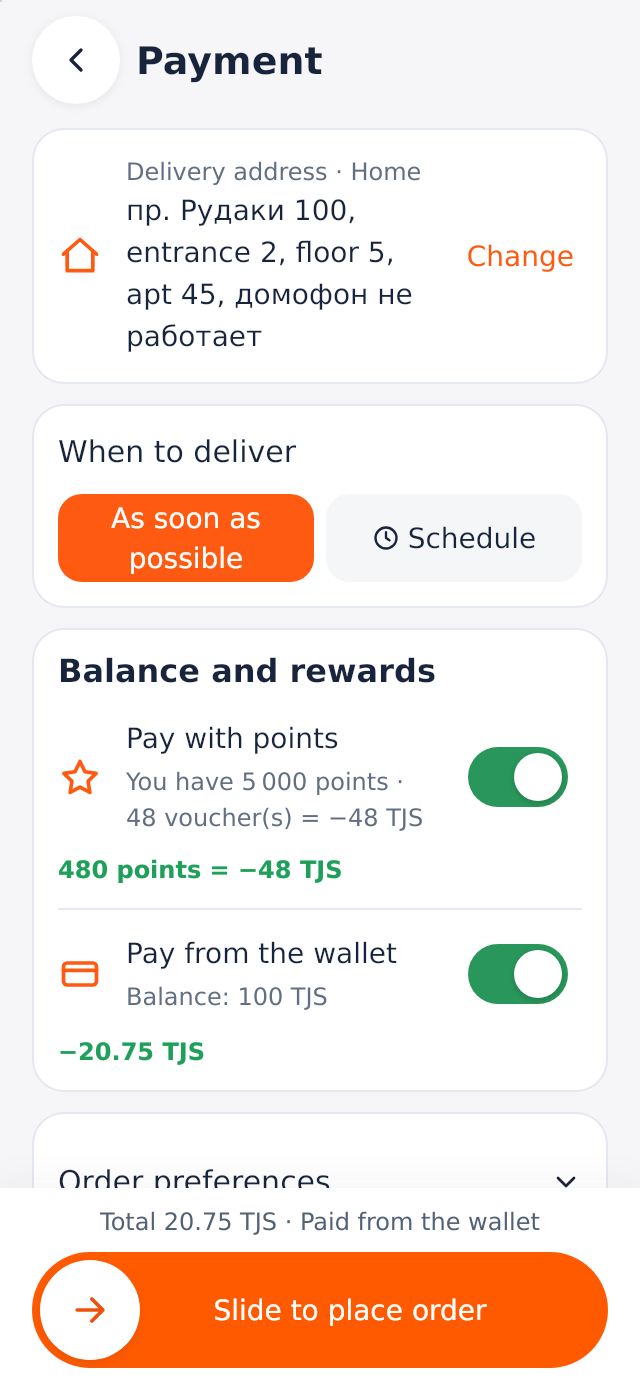 Payment
Delivery address · Home
пр. Рудаки 100,
entrance 2, floor 5,
apt 45, домофон не
работает
Change
When to deliver
As soon as
possible
Schedule
Balance and rewards
Pay with points
You have 5 000 points ·
48 voucher(s) = −48 TJS
480 points = −48 TJS
Pay from the wallet
Balance: 100 TJS
−20.75 TJS
Order preferences
Total 20.75 TJS · Paid from the wallet
Slide to place order